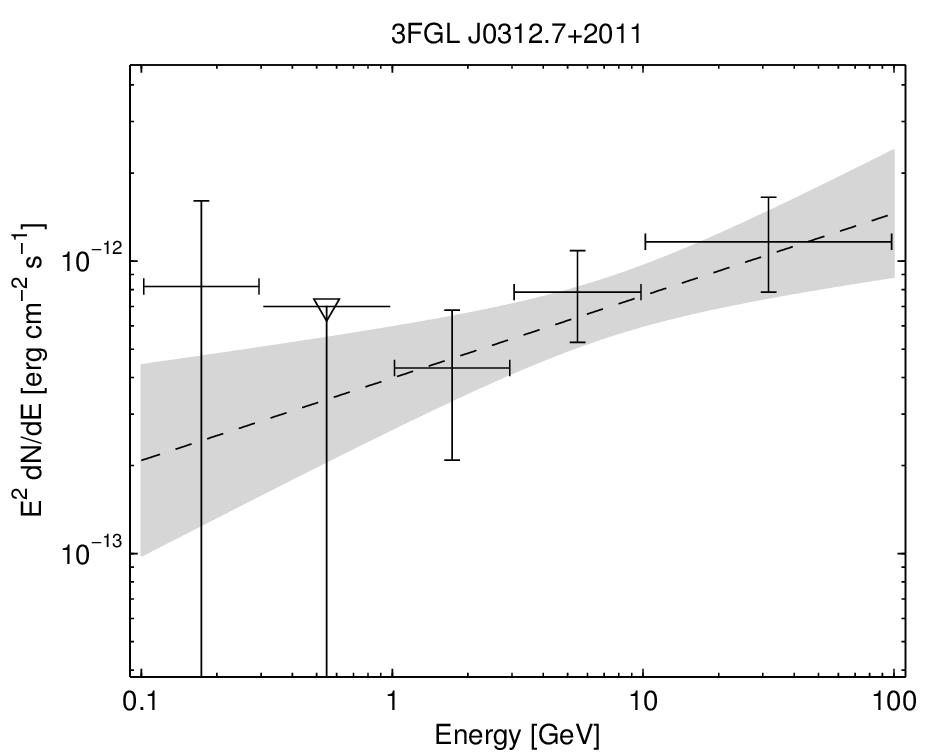 3FGL J0312.7+2011
E² dN/dE [erg cm⁻² s⁻¹]
10⁻¹²
10⁻¹³
0.1 1 10 100
Energy [GeV]